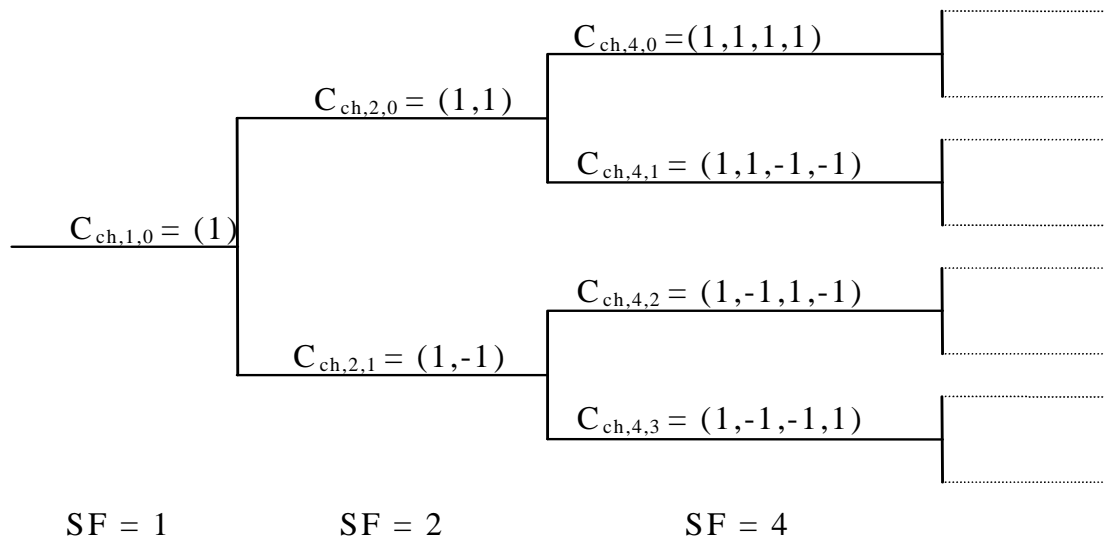 C ch,4,0 =(1,1,1,1)
C ch,2,0 = (1,1)
C ch,4,1 = (1,1,-1,-1)
C ch,1,0 = (1)
C ch,4,2 = (1,-1,1,-1)
C ch,2,1 = (1,-1)
C ch,4,3 = (1,-1,-1,1)
SF = 1 SF = 2 SF = 4